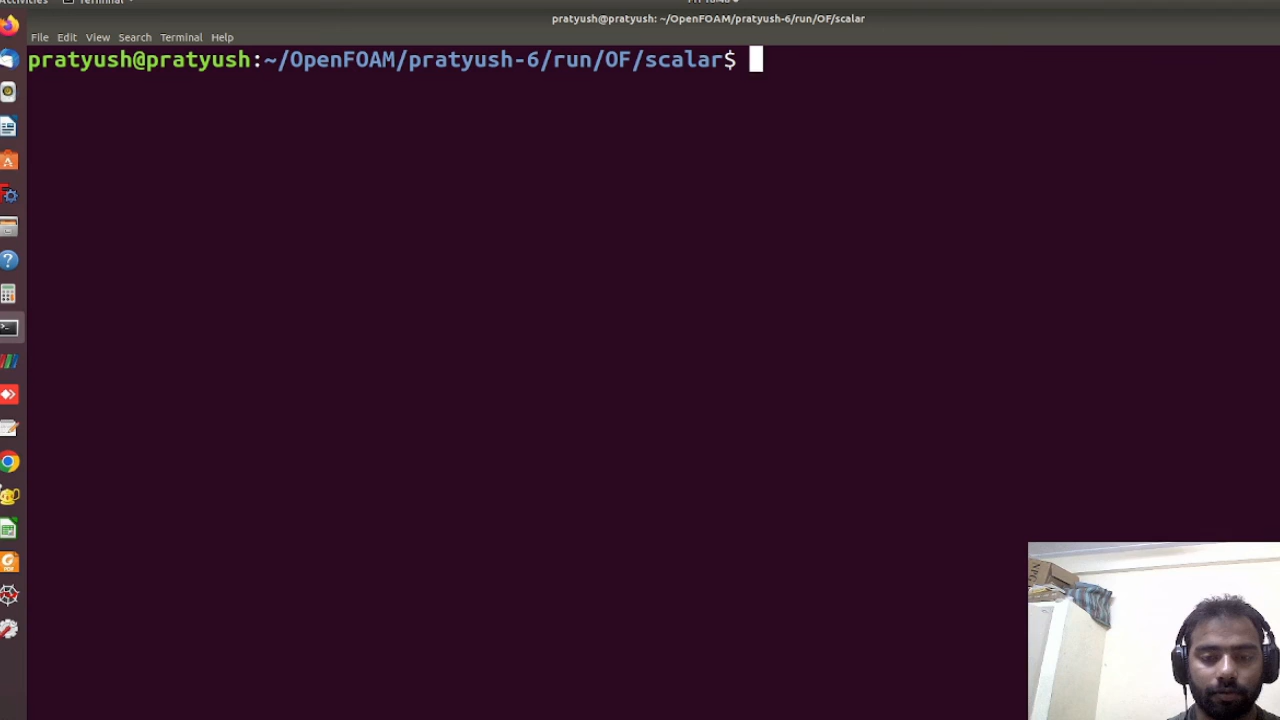 pratyush@pratyush: ~/OpenFOAM/pratyush-6/run/OF/scalar
File Edit View Search Terminal Help
pratyush@pratyush:~/OpenFOAM/pratyush-6/run/OF/scalar$